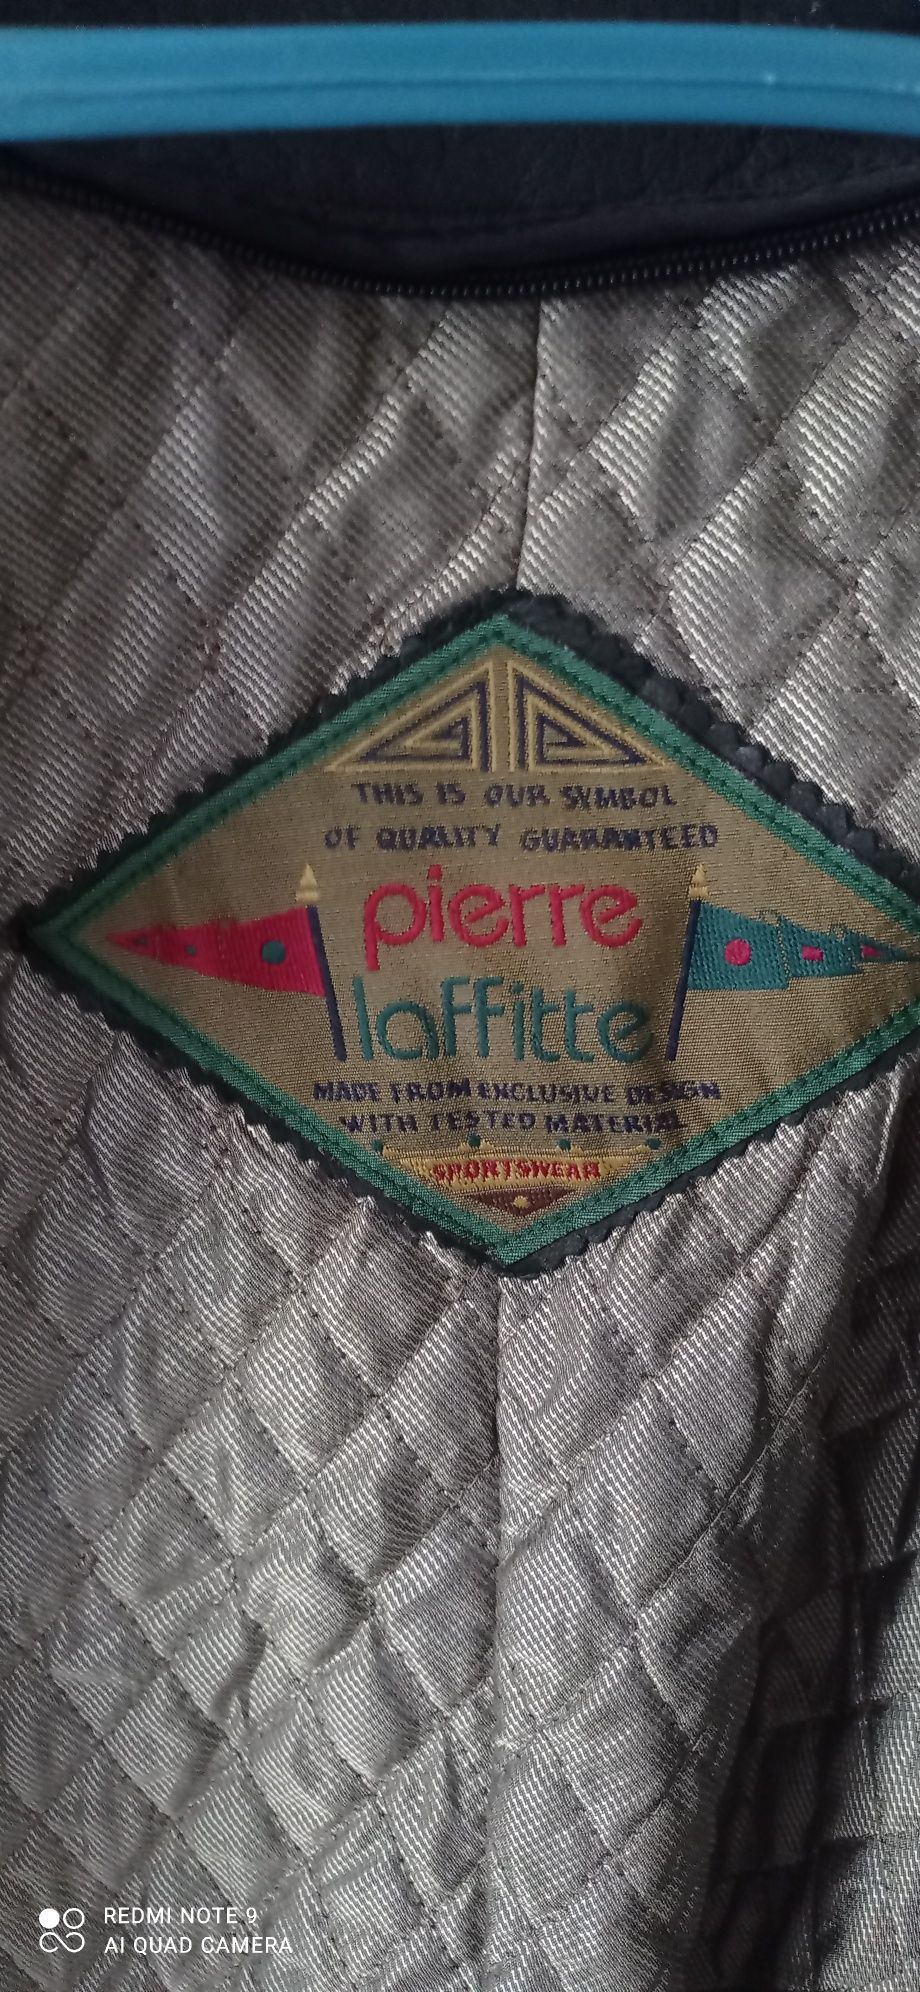 THIS IS OUR SYMBOL
OF QUALITY GUARANTEED
pierre
laffitte
MADE FROM EXCLUSIVE DESIGN
WITH TESTED MATERIAL
SPORTSWEAR
REDMI NOTE 9
AI QUAD CAMERA